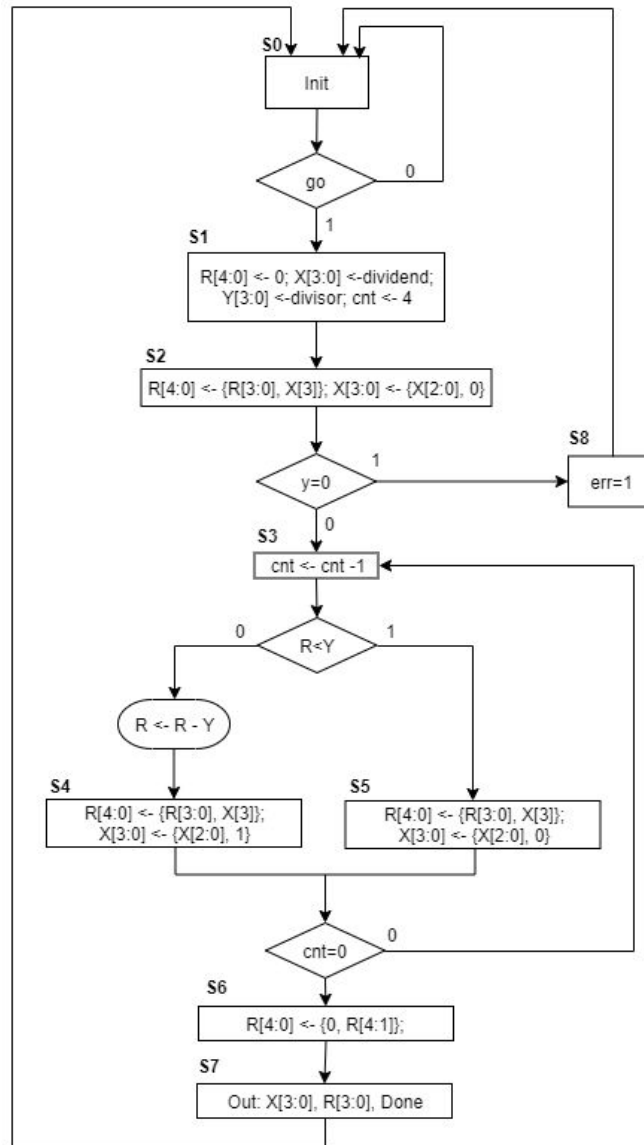 S0
Init
go
0
1
S1
R[4:0] <- 0; X[3:0] <-dividend;
Y[3:0] <-divisor; cnt <- 4
S2
R[4:0] <- {R[3:0], X[3]}; X[3:0] <- {X[2:0], 0}
S8
y=0
1
err=1
0
S3
cnt <- cnt -1
0
R<Y
1
R <- R - Y
S4
R[4:0] <- {R[3:0], X[3]};
X[3:0] <- {X[2:0], 1}
S5
R[4:0] <- {R[3:0], X[3]};
X[3:0] <- {X[2:0], 0}
cnt=0
0
S6
R[4:0] <- {0, R[4:1]};
S7
Out: X[3:0], R[3:0], Done